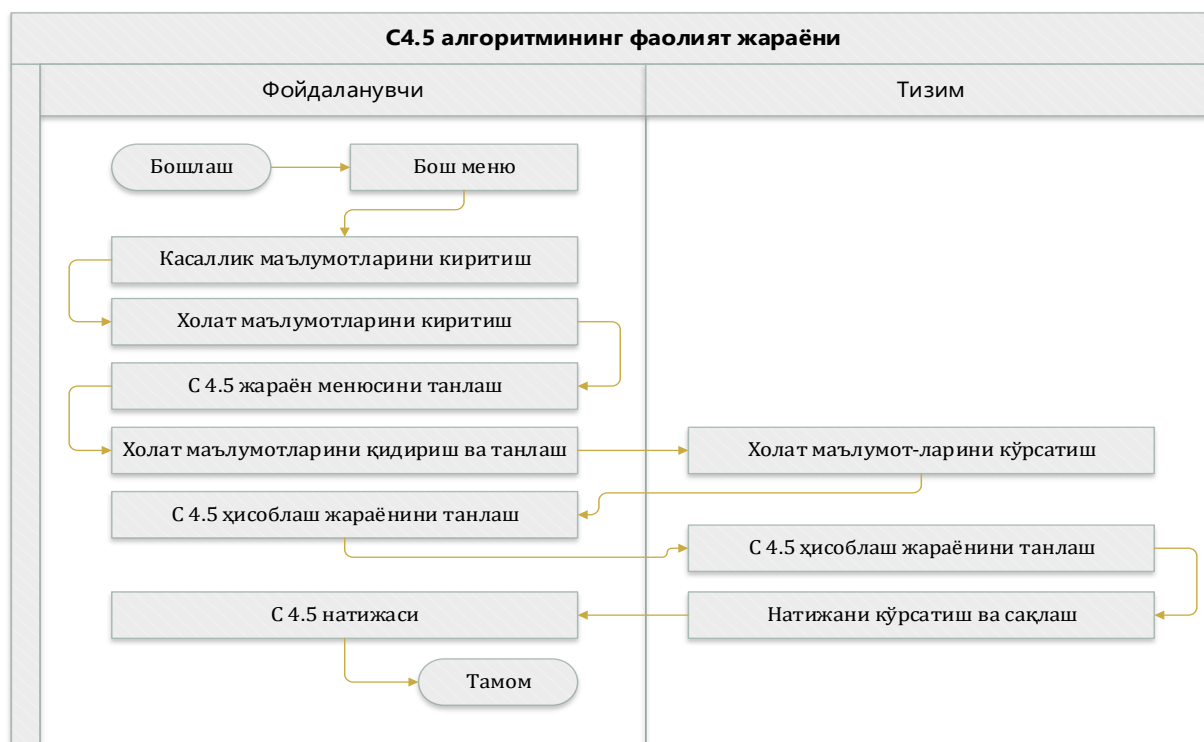 С4.5 алгоритмининг фаолият жараёни
Фойдаланувчи
Тизим
Бошлаш
Бош меню
Касаллик маълумотларини киритиш
Холат маълумотларини киритиш
С 4.5 жараён менюсини танлаш
Холат маълумотларини қидириш ва танлаш
Холат маълумот-ларини кўрсатиш
С 4.5 ҳисоблаш жараёнини танлаш
С 4.5 ҳисоблаш жараёнини танлаш
С 4.5 натижаси
Натижани кўрсатиш ва сақлаш
Тамом